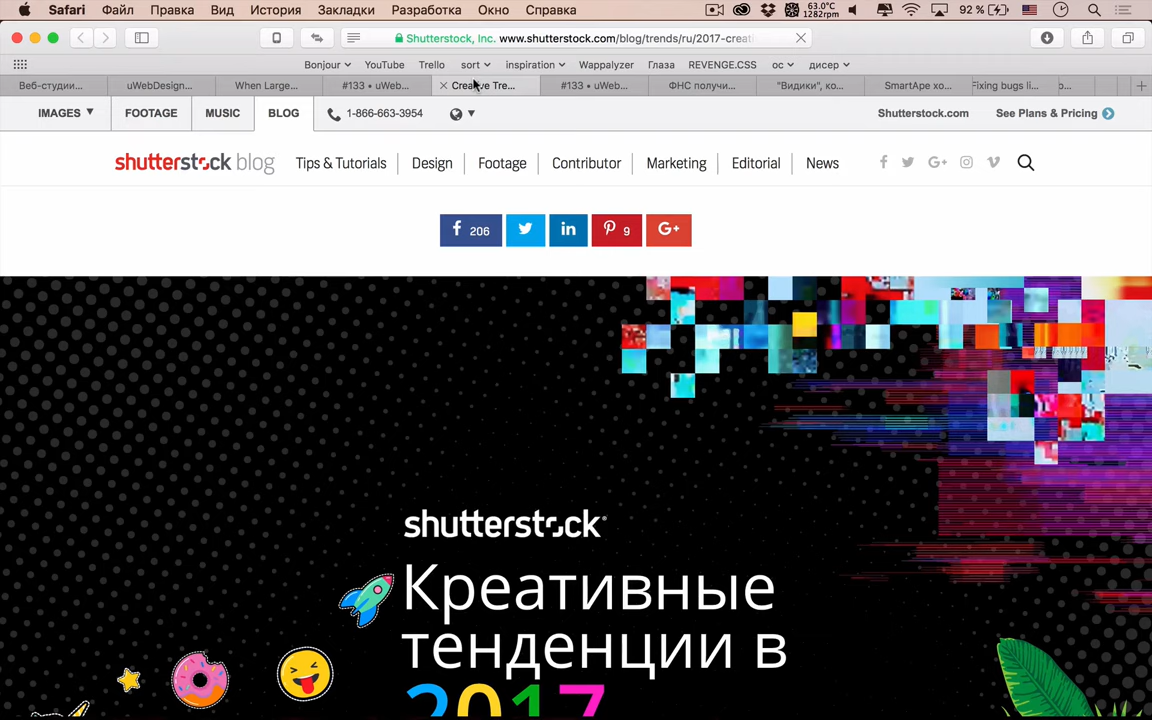 Safari Файл Правка Вид История Закладки Разработка Окно Справка 63.0°C 1282rpm 92 %
Shutterstock, Inc. www.shutterstock.com/blog/trends/ru/2017-creati
Bonjour YouTube Trello sort inspiration Wappalyzer Глаза REVENGE.CSS ос дисер
Веб-студии... uWebDesign... When Large... #133 • uWeb... Creative Tre... #133 • uWeb... ФНС получи... "Видики", ко... SmartApe хо... Fixing bugs li... b...
IMAGES FOOTAGE MUSIC BLOG 1-866-663-3954 Shutterstock.com See Plans & Pricing
shutterstock blog Tips & Tutorials Design Footage Contributor Marketing Editorial News
206 9 G+
shutterstock
Креативные
тенденции в
2017